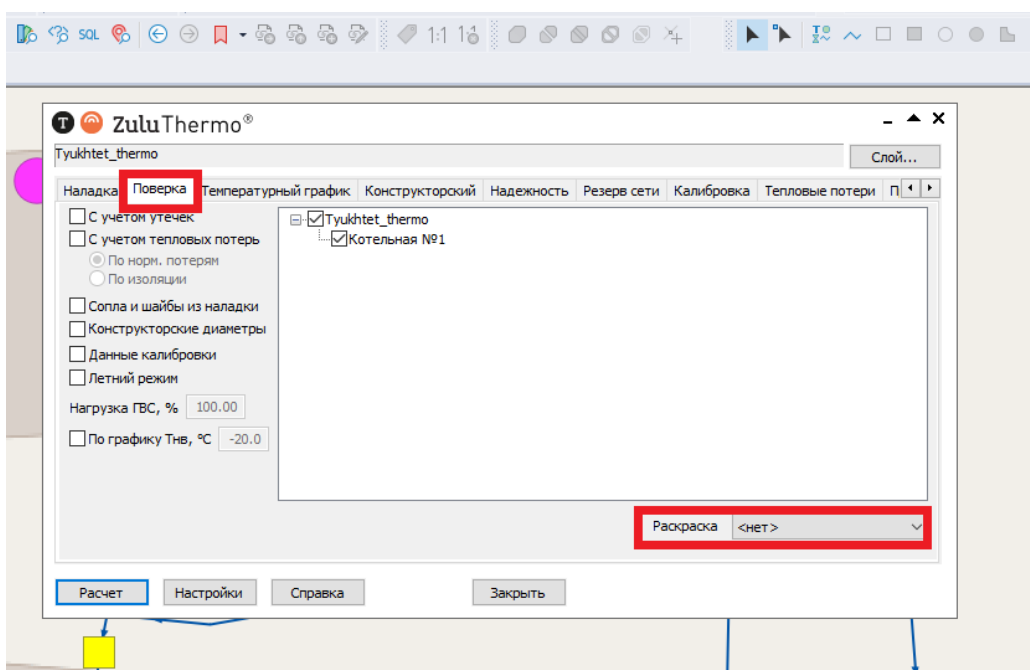 SQL 1:1
ZuluThermo®
Tyukhtet_thermo
Слой...
Наладка Поверка Температурный график Конструкторский Надежность Резерв сети Калибровка Тепловые потери П
С учетом утечек
С учетом тепловых потерь
По норм. потерям
По изоляции
Сопла и шайбы из наладки
Конструкторские диаметры
Данные калибровки
Летний режим
Нагрузка ГВС, % 100.00
По графику Тнв, °C -20.0
Tyukhtet_thermo
Котельная №1
Раскраска <нет>
Расчет Настройки Справка Закрыть